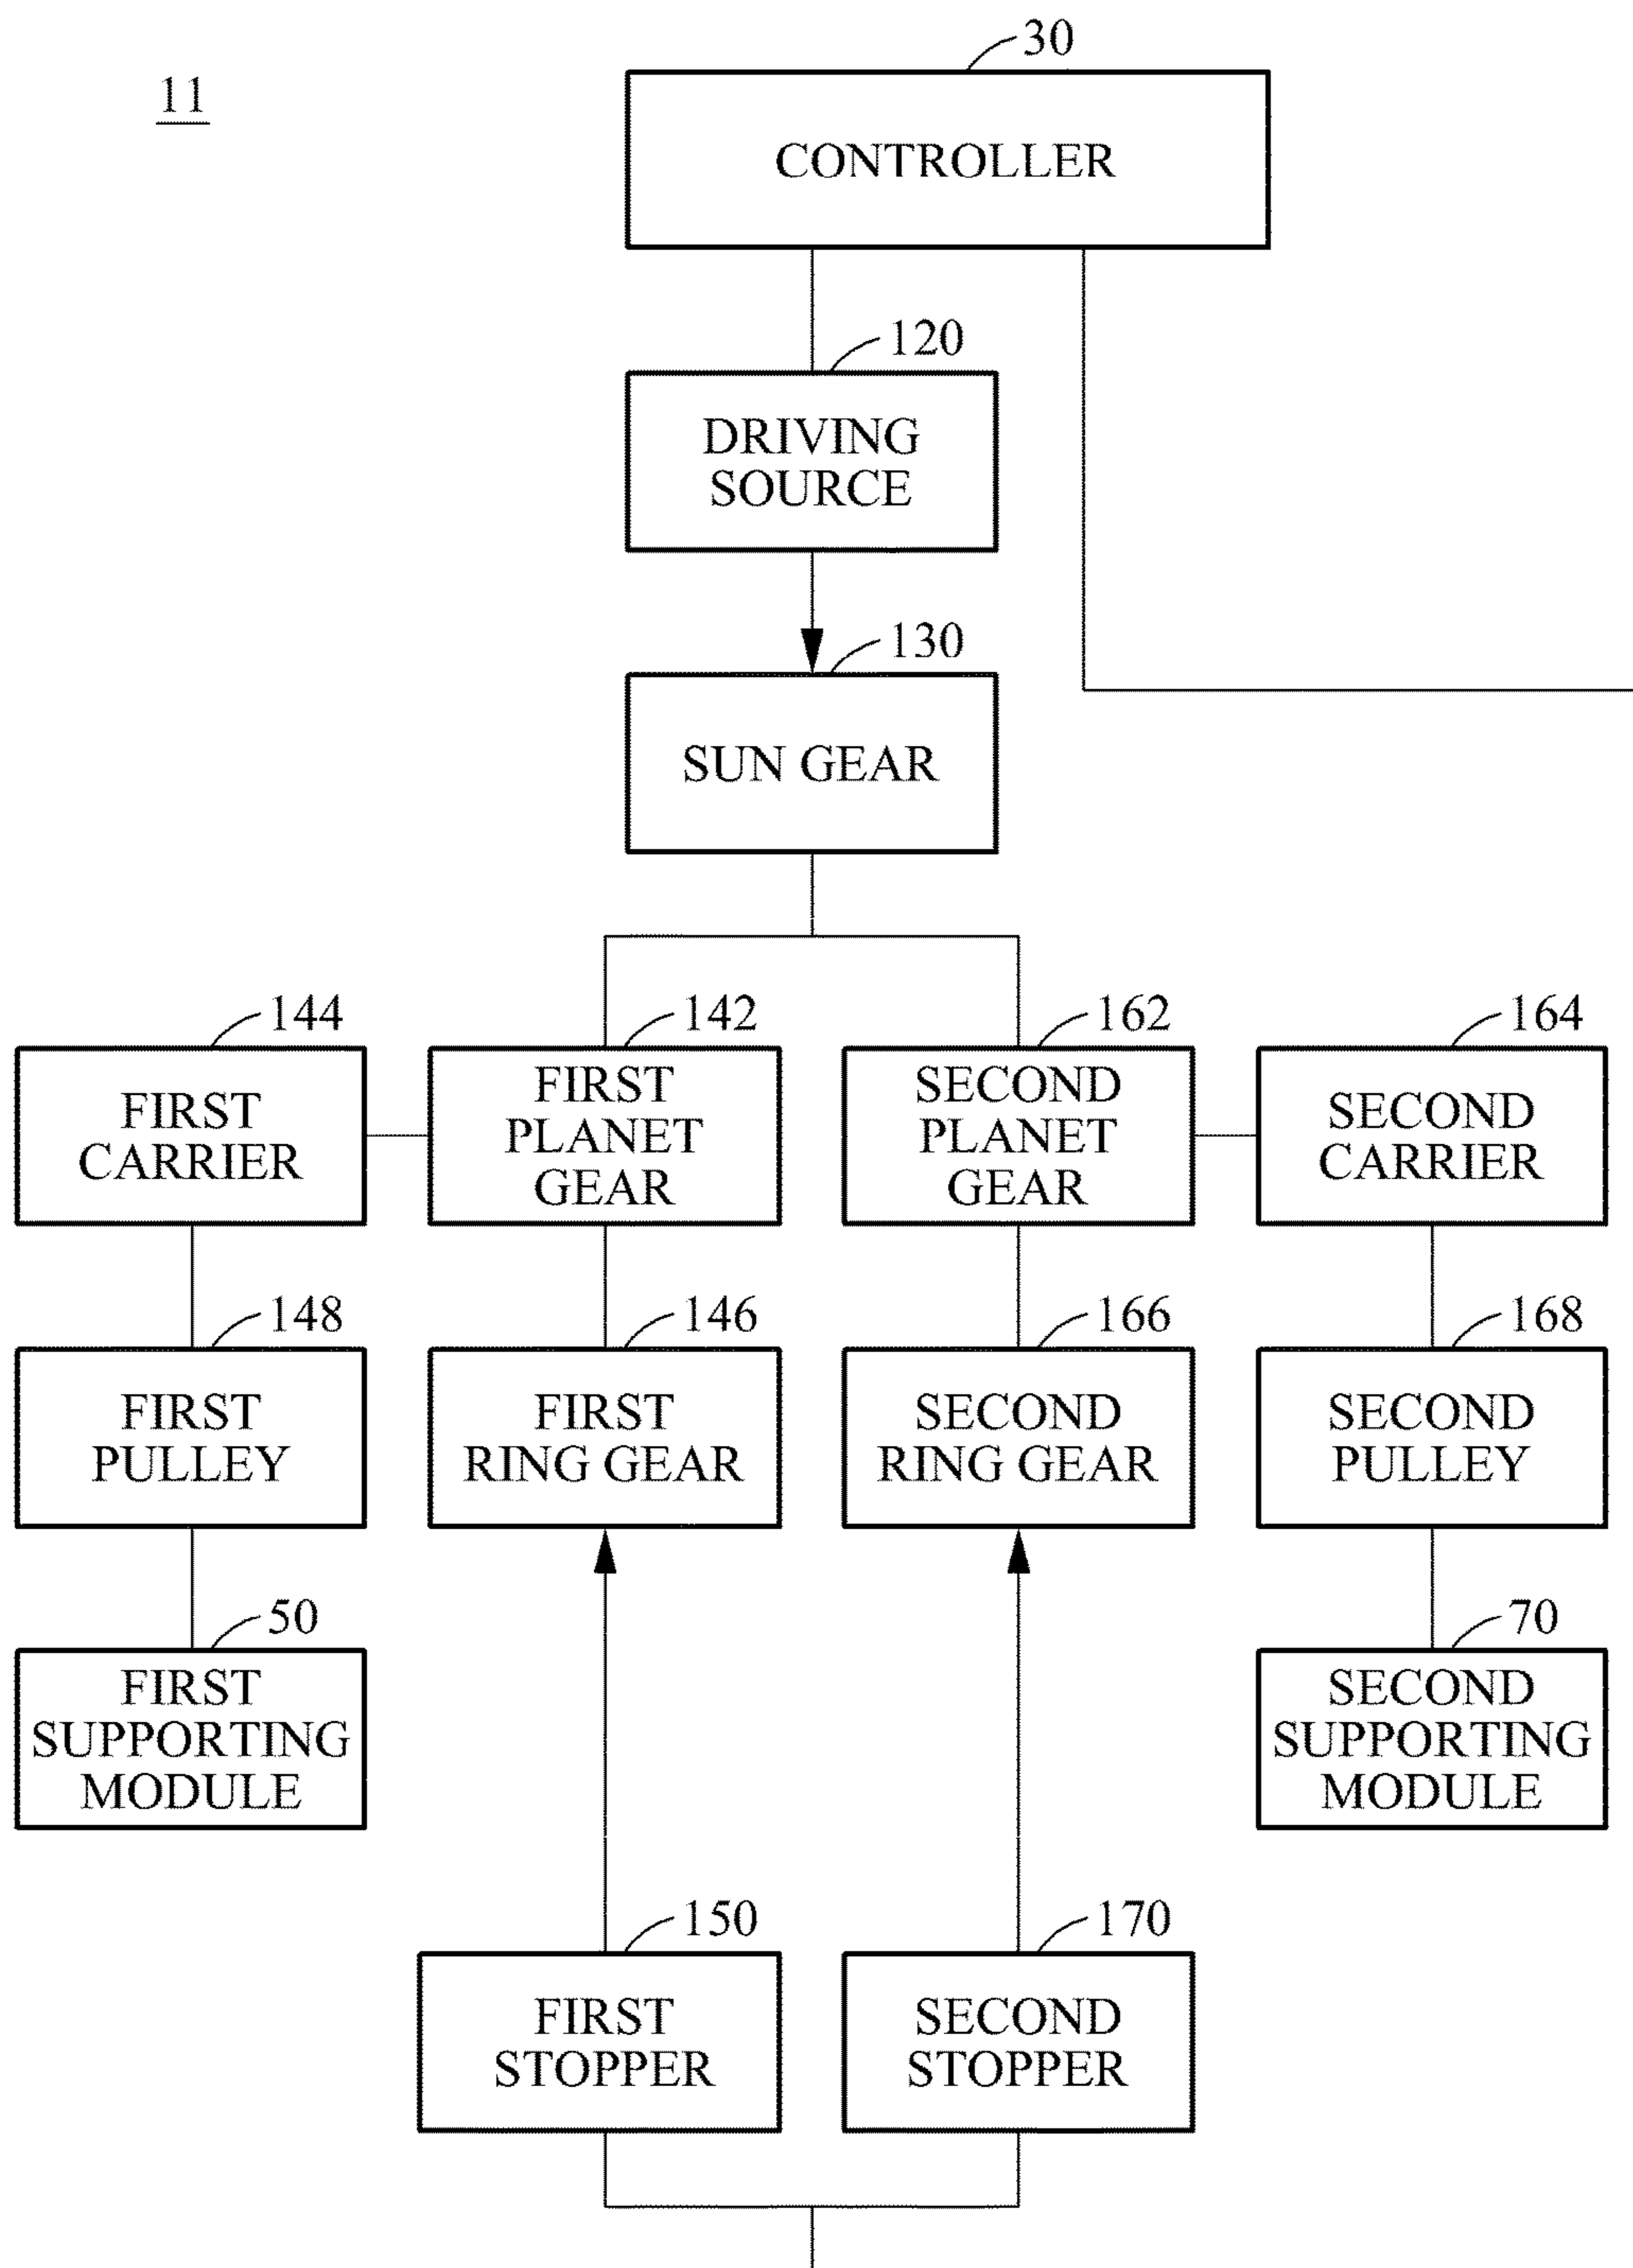 11
30
CONTROLLER
120
DRIVING
SOURCE
130
SUN GEAR
144
FIRST
CARRIER
142
FIRST
PLANET
GEAR
162
SECOND
PLANET
GEAR
164
SECOND
CARRIER
148
FIRST
PULLEY
146
FIRST
RING GEAR
166
SECOND
RING GEAR
168
SECOND
PULLEY
50
FIRST
SUPPORTING
MODULE
70
SECOND
SUPPORTING
MODULE
150
FIRST
STOPPER
170
SECOND
STOPPER